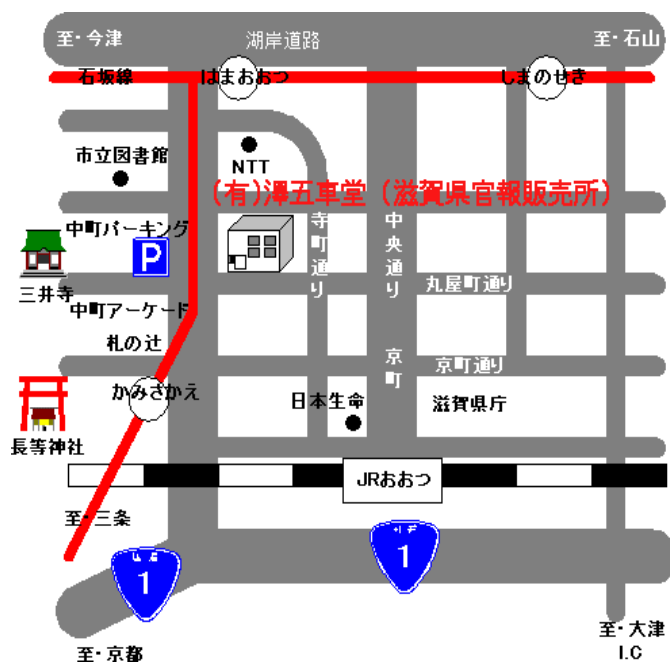 至・今津
湖岸道路
至・石山
石坂線
はまおおつ
しまのせき
市立図書館
NTT
(有)澤五車堂（滋賀県官報販売所）
中町パーキング
P
寺町通り
中央通り
三井寺
丸屋町通り
中町アーケード
札の辻
京町
京町通り
かみさかえ
日本生命
滋賀県庁
長等神社
JRおおつ
至・三条
1
1
至・京都
至・大津
I.C